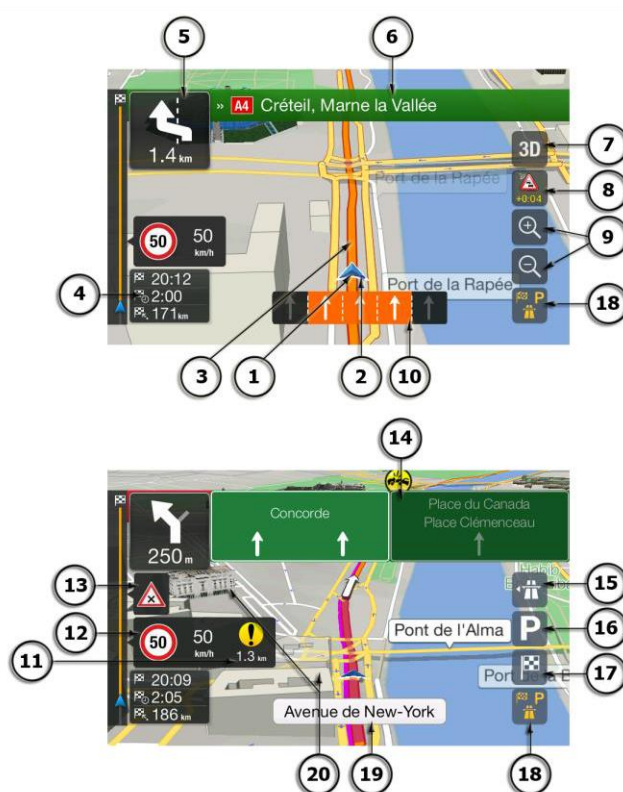 5
6
» A4 Créteil, Marne la Vallée
1.4 km
3D
7
Port de la Rapée
+0:04
8
50
50
km/h
9
4
20:12
2:00
171 km
Port de la Rapée
P
18
3
1
2
10
14
Concorde
Place du Canada
Place Clémenceau
250 m
13
15
12
50
50
km/h
!
1.3 km
P
16
Pont de l'Alma
11
17
20:09
2:05
186 km
Avenue de New-York
P
20
19
18